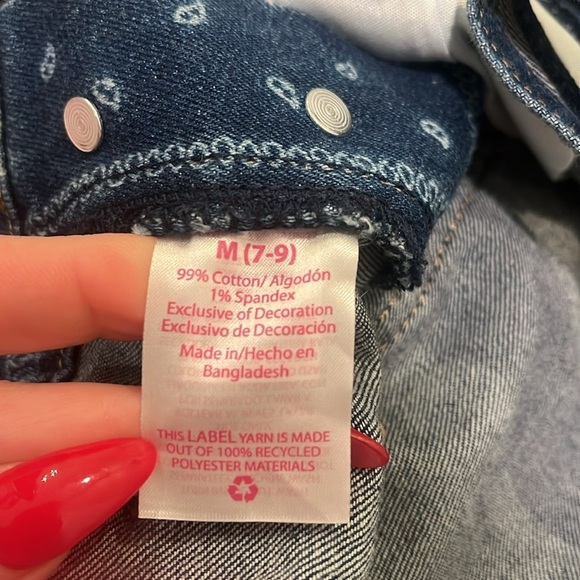 M (7-9)
99% Cotton/ Algodón
1% Spandex
Exclusive of Decoration
Exclusivo de Decoración
Made in/Hecho en
Bangladesh
THIS LABEL YARN IS MADE
OUT OF 100% RECYCLED
POLYESTER MATERIALS